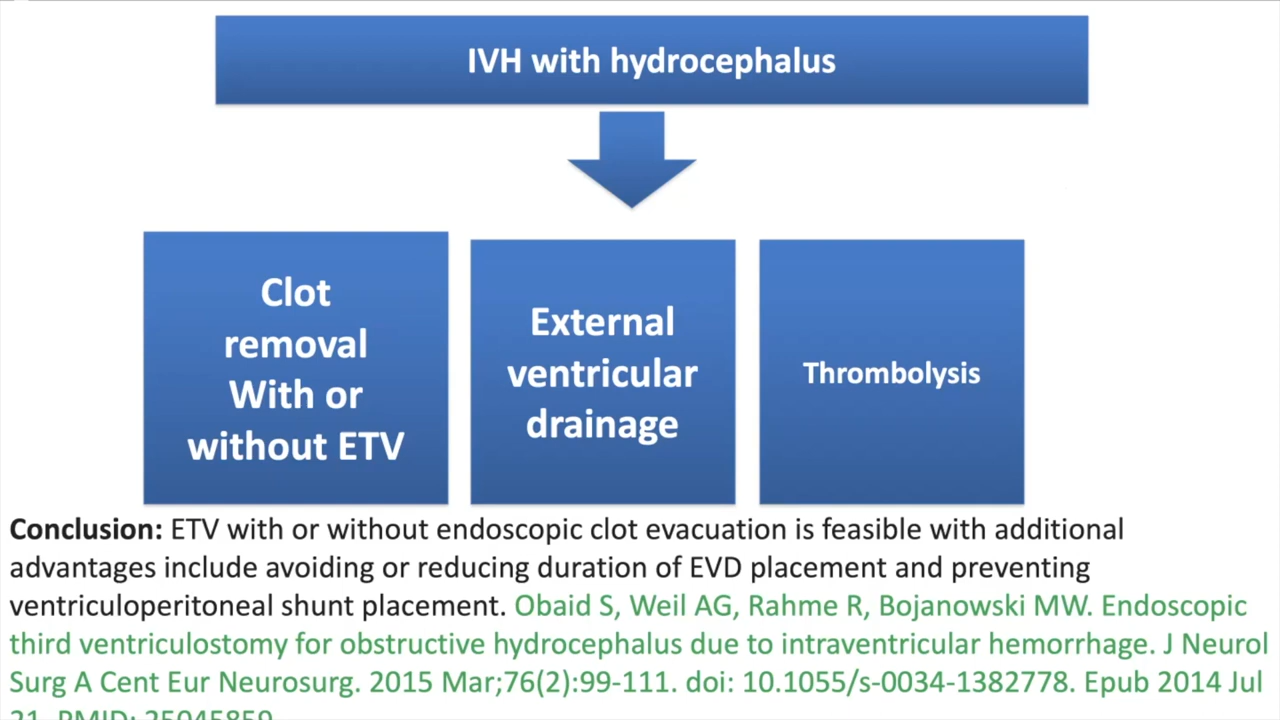 IVH with hydrocephalus
Clot
removal
With or
without ETV
External
ventricular
drainage
Thrombolysis
Conclusion: ETV with or without endoscopic clot evacuation is feasible with additional
advantages include avoiding or reducing duration of EVD placement and preventing
ventriculoperitoneal shunt placement. Obaid S, Weil AG, Rahme R, Bojanowski MW. Endoscopic
third ventriculostomy for obstructive hydrocephalus due to intraventricular hemorrhage. J Neurol
Surg A Cent Eur Neurosurg. 2015 Mar;76(2):99-111. doi: 10.1055/s-0034-1382778. Epub 2014 Jul
21. PMID: 25045859